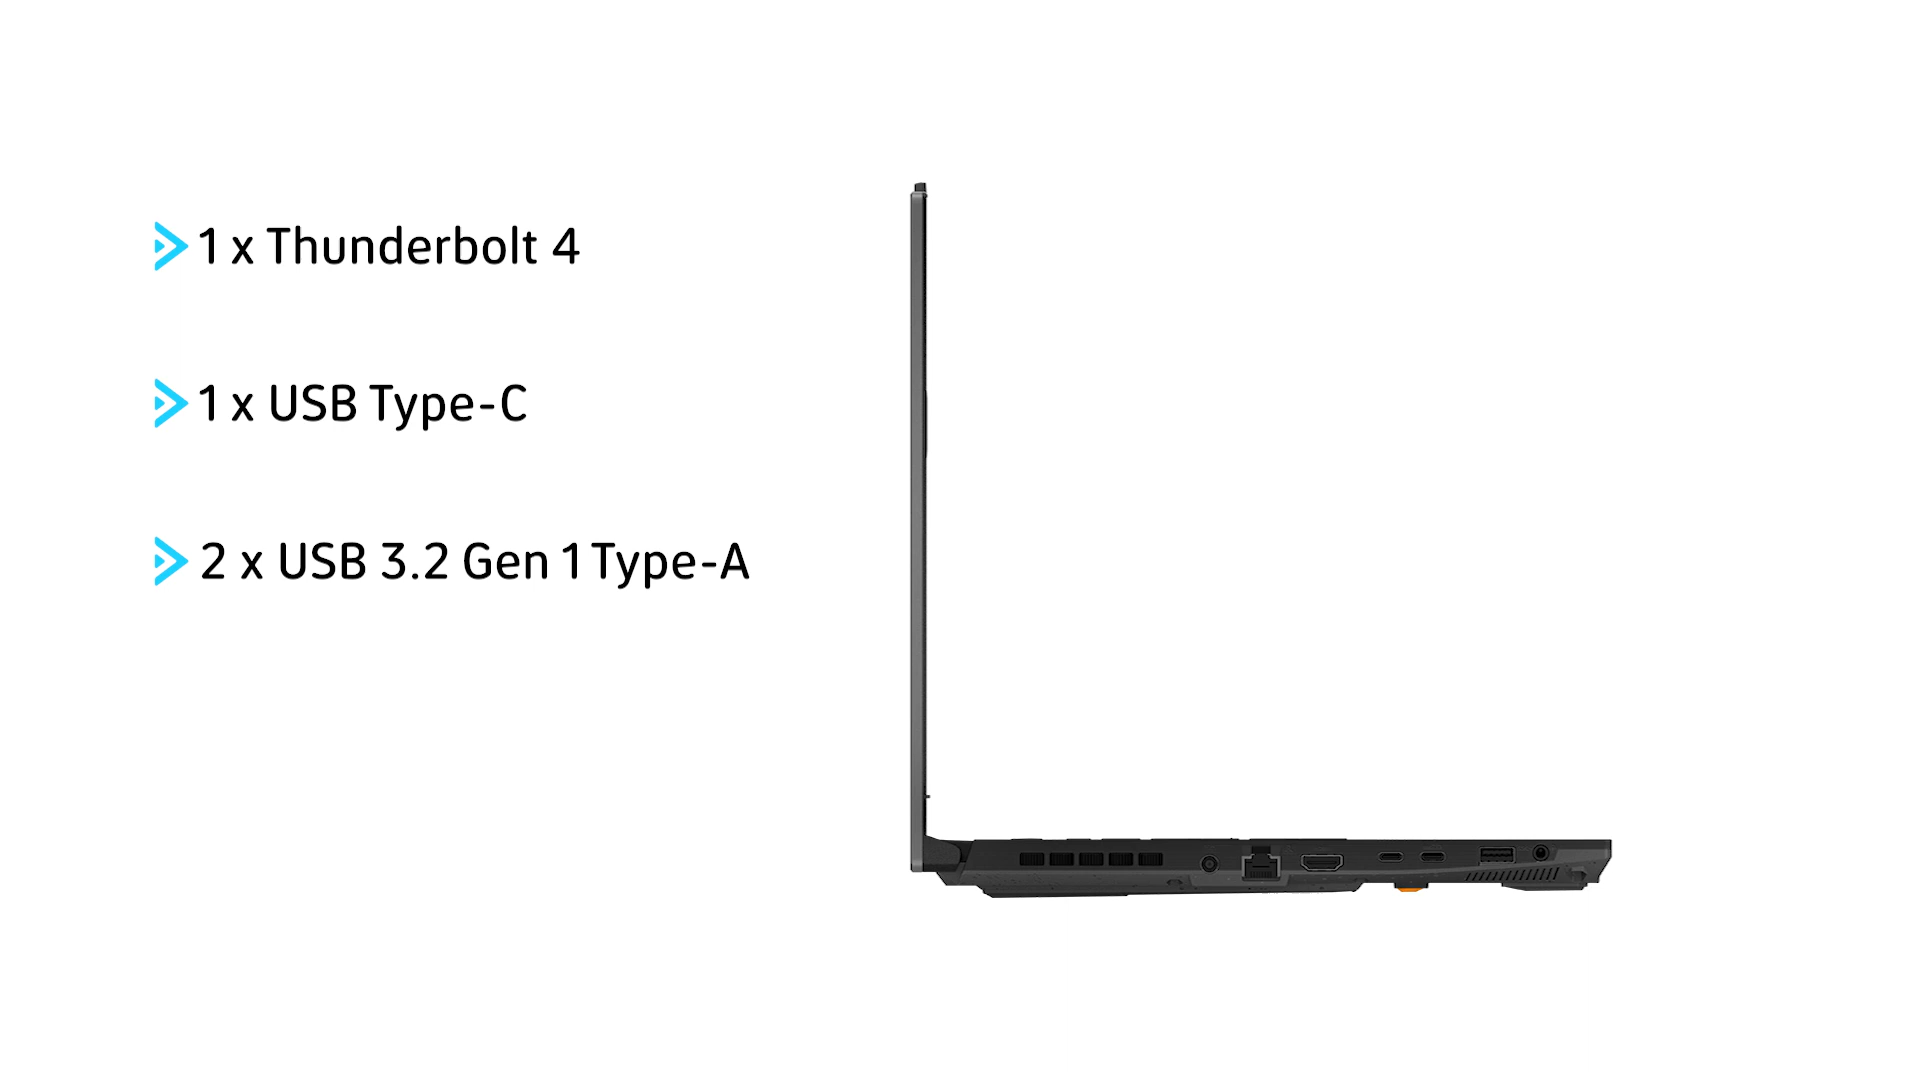 1 x Thunderbolt 4
1 x USB Type-C
2 x USB 3.2 Gen 1 Type-A